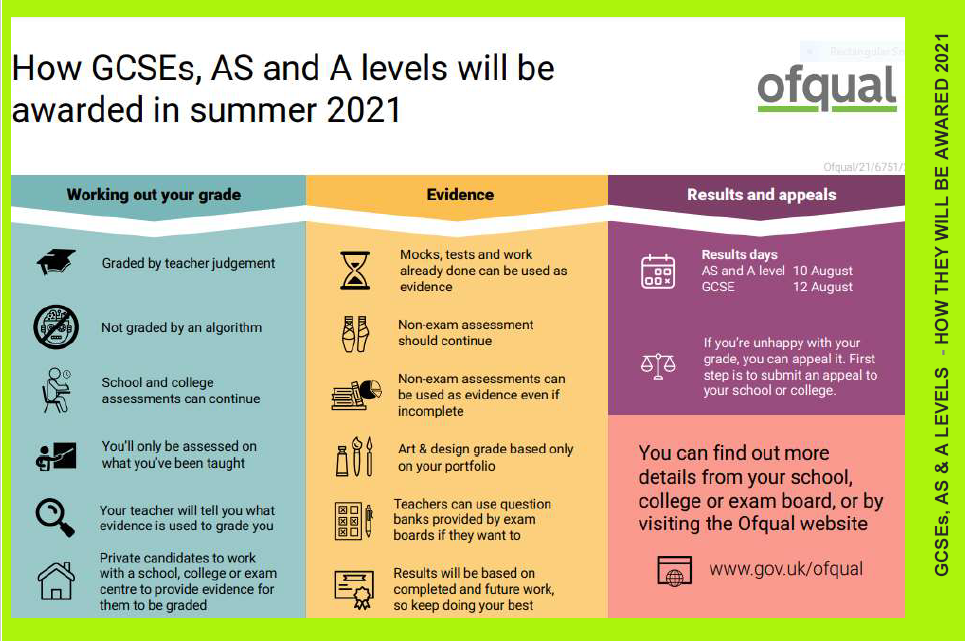 How GCSEs, AS and A levels will be
awarded in summer 2021
ofqual
Ofqual/21/6751/
Working out your grade
Graded by teacher judgement
Not graded by an algorithm
School and college
assessments can continue
You'll only be assessed on
what you've been taught
Your teacher will tell you what
evidence is used to grade you
Private candidates to work
with a school, college or exam
centre to provide evidence for
them to be graded
Evidence
Mocks, tests and work
already done can be used as
evidence
Non-exam assessment
should continue
Non-exam assessments can
be used as evidence even if
incomplete
Art & design grade based only
on your portfolio
Teachers can use question
banks provided by exam
boards if they want to
Results will be based on
completed and future work,
so keep doing your best
Results and appeals
Results days
AS and A level 10 August
GCSE 12 August
If you're unhappy with your
grade, you can appeal it. First
step is to submit an appeal to
your school or college.
You can find out more
details from your school,
college or exam board, or by
visiting the Ofqual website
www.gov.uk/ofqual
GCSEs, AS & A LEVELS - HOW THEY WILL BE AWARED 2021